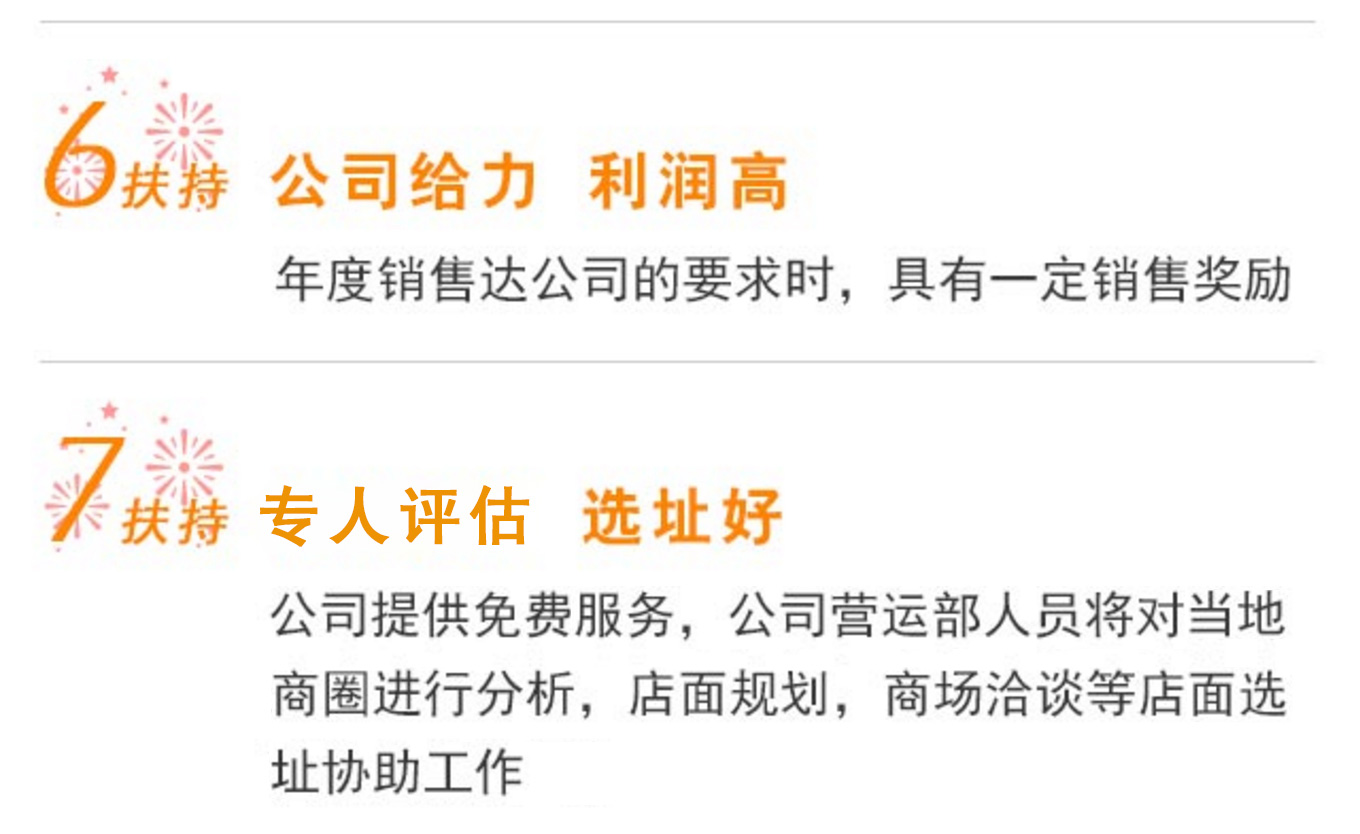 6扶持 公司给力 利润高
年度销售达公司的要求时，具有一定销售奖励
7扶持 专人评估 选址好
公司提供免费服务，公司营运部人员将对当地
商圈进行分析，店面规划，商场洽谈等店面选
址协助工作